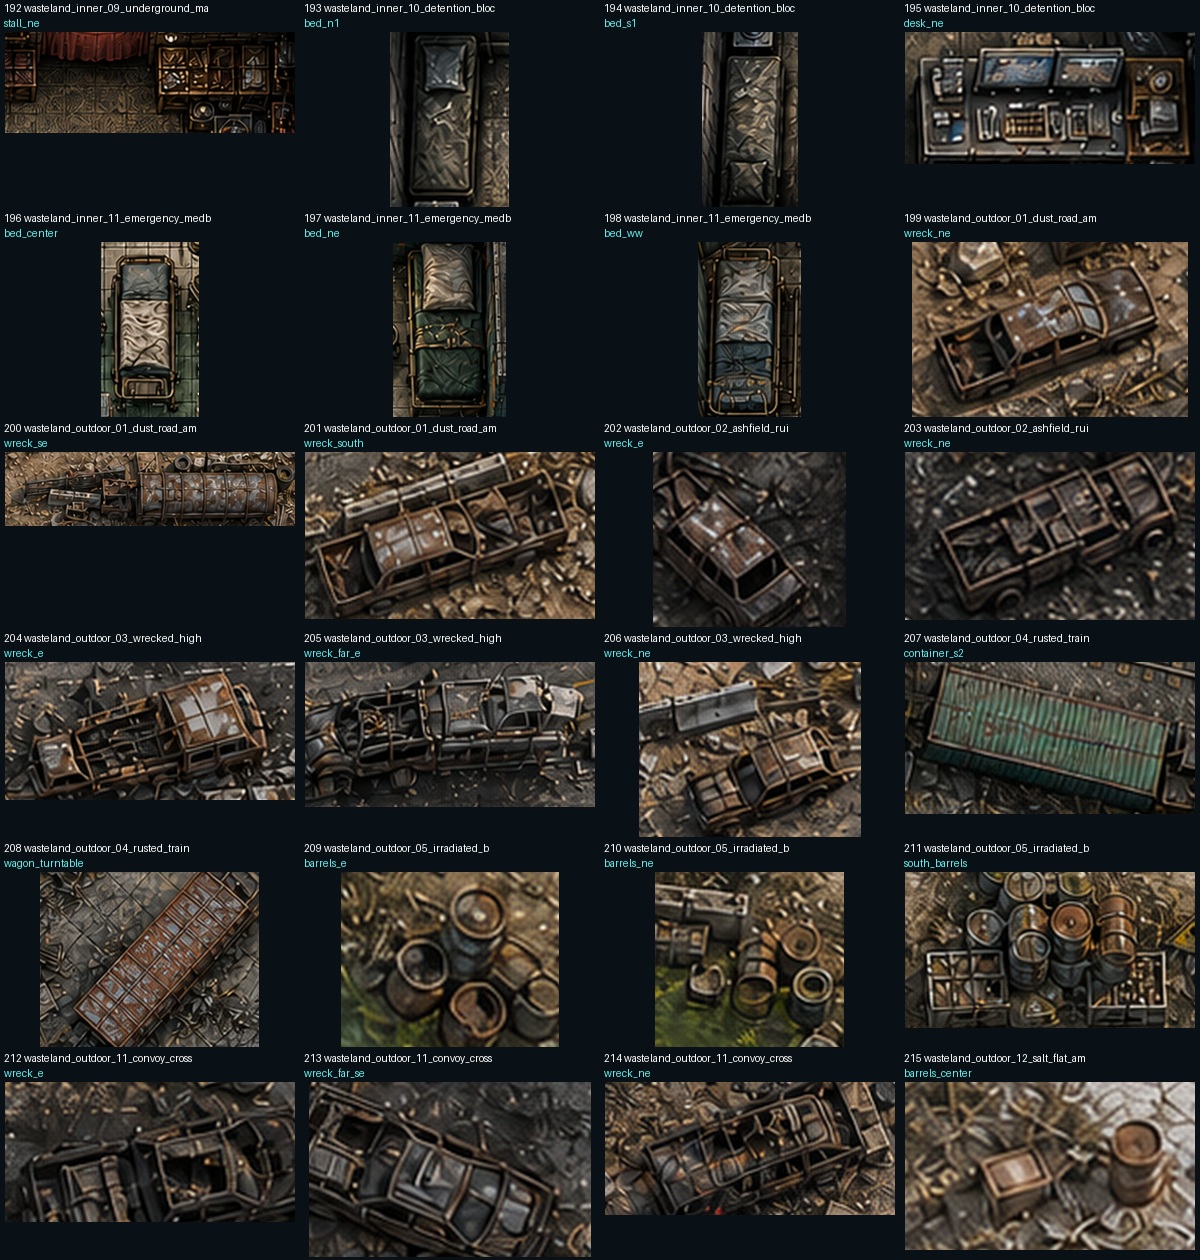 192 wasteland_inner_09_underground_ma
stall_ne
193 wasteland_inner_10_detention_bloc
bed_n1
194 wasteland_inner_10_detention_bloc
bed_s1
195 wasteland_inner_10_detention_bloc
desk_ne
196 wasteland_inner_11_emergency_medb
bed_center
197 wasteland_inner_11_emergency_medb
bed_ne
198 wasteland_inner_11_emergency_medb
bed_ww
199 wasteland_outdoor_01_dust_road_am
wreck_ne
200 wasteland_outdoor_01_dust_road_am
wreck_se
201 wasteland_outdoor_01_dust_road_am
wreck_south
202 wasteland_outdoor_02_ashfield_rui
wreck_e
203 wasteland_outdoor_02_ashfield_rui
wreck_ne
204 wasteland_outdoor_03_wrecked_high
wreck_e
205 wasteland_outdoor_03_wrecked_high
wreck_far_e
206 wasteland_outdoor_03_wrecked_high
wreck_ne
207 wasteland_outdoor_04_rusted_train
container_s2
208 wasteland_outdoor_04_rusted_train
wagon_turntable
209 wasteland_outdoor_05_irradiated_b
barrels_e
210 wasteland_outdoor_05_irradiated_b
barrels_ne
211 wasteland_outdoor_05_irradiated_b
south_barrels
212 wasteland_outdoor_11_convoy_cross
wreck_e
213 wasteland_outdoor_11_convoy_cross
wreck_far_se
214 wasteland_outdoor_11_convoy_cross
wreck_ne
215 wasteland_outdoor_12_salt_flat_am
barrels_center